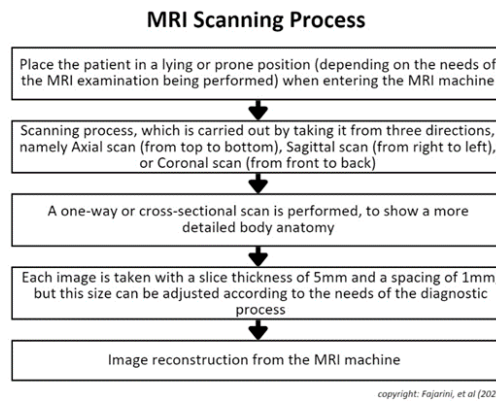 MRI Scanning Process
Place the patient in a lying or prone position (depending on the needs of
the MRI examination being performed) when entering the MRI machine
Scanning process, which is carried out by taking it from three directions,
namely Axial scan (from top to bottom), Sagittal scan (from right to left),
or Coronal scan (from front to back)
A one-way or cross-sectional scan is performed, to show a more
detailed body anatomy
Each image is taken with a slice thickness of 5mm and a spacing of 1mm,
but this size can be adjusted according to the needs of the diagnostic
process
Image reconstruction from the MRI machine
copyright: Fajarini, et al (202